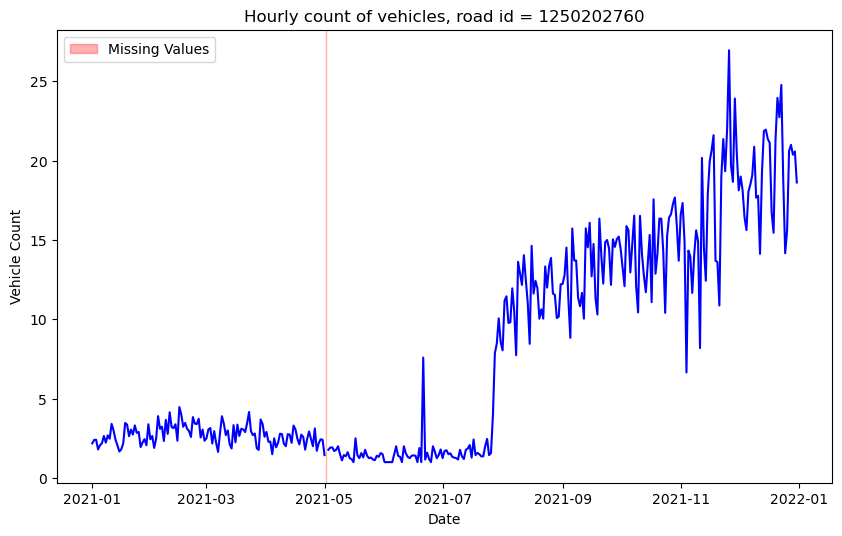 Hourly count of vehicles, road id = 1250202760
Missing Values
Vehicle Count
25
20
15
10
5
0
2021-01 2021-03 2021-05 2021-07 2021-09 2021-11 2022-01
Date